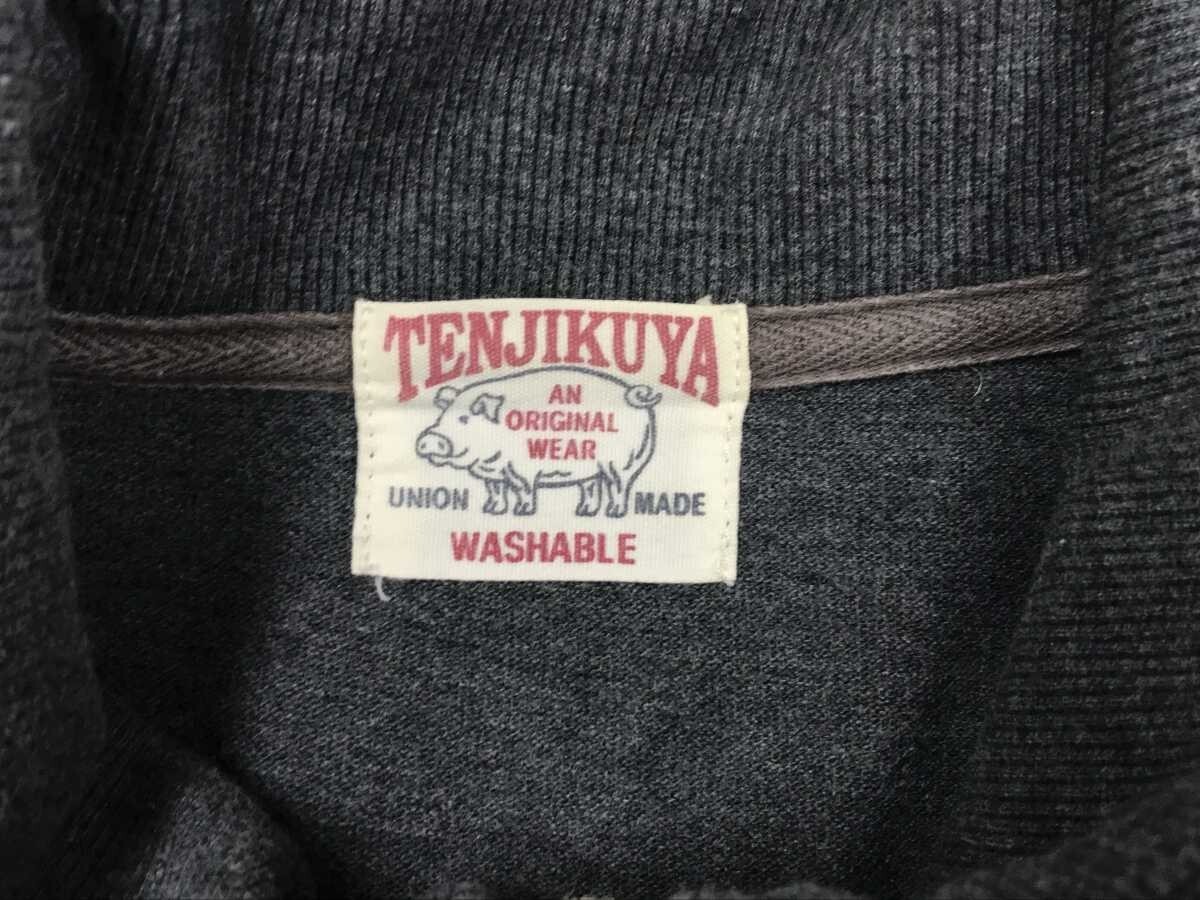 TENJIKUYA
AN
ORIGINAL
WEAR
UNION MADE
WASHABLE